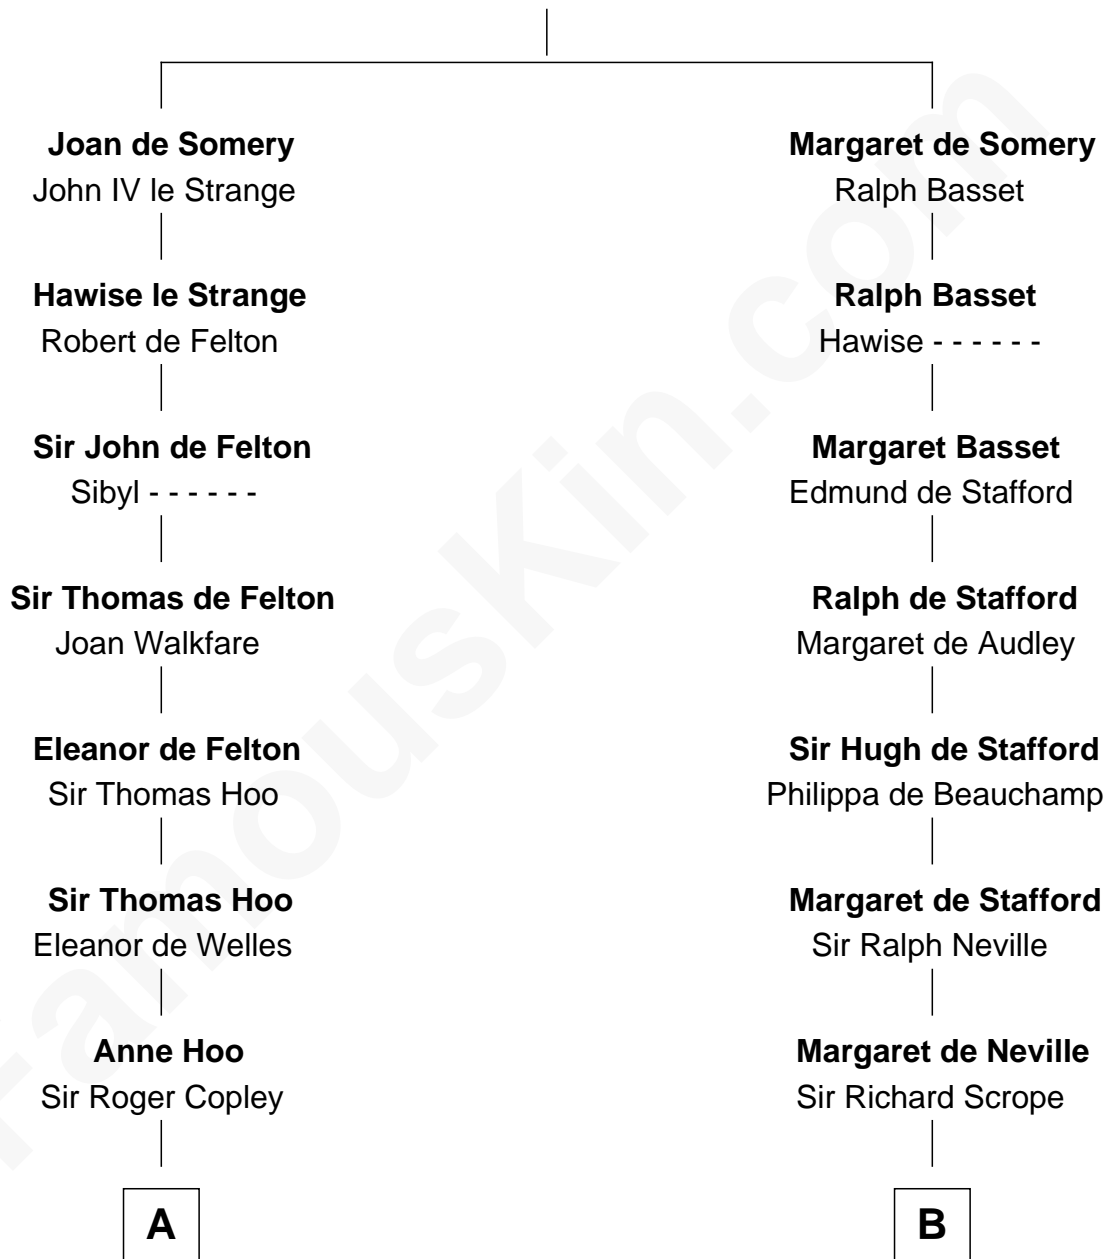 Joan de Somery
John IV le Strange
Hawise le Strange
Robert de Felton
Sir John de Felton
Sibyl - - - - - -
Sir Thomas de Felton
Joan Walkfare
Eleanor de Felton
Sir Thomas Hoo
Sir Thomas Hoo
Eleanor de Welles
Anne Hoo
Sir Roger Copley
A
Margaret de Somery
Ralph Basset
Ralph Basset
Hawise - - - - - -
Margaret Basset
Edmund de Stafford
Ralph de Stafford
Margaret de Audley
Sir Hugh de Stafford
Philippa de Beauchamp
Margaret de Stafford
Sir Ralph Neville
Margaret de Neville
Sir Richard Scrope
B
FamousKin.com